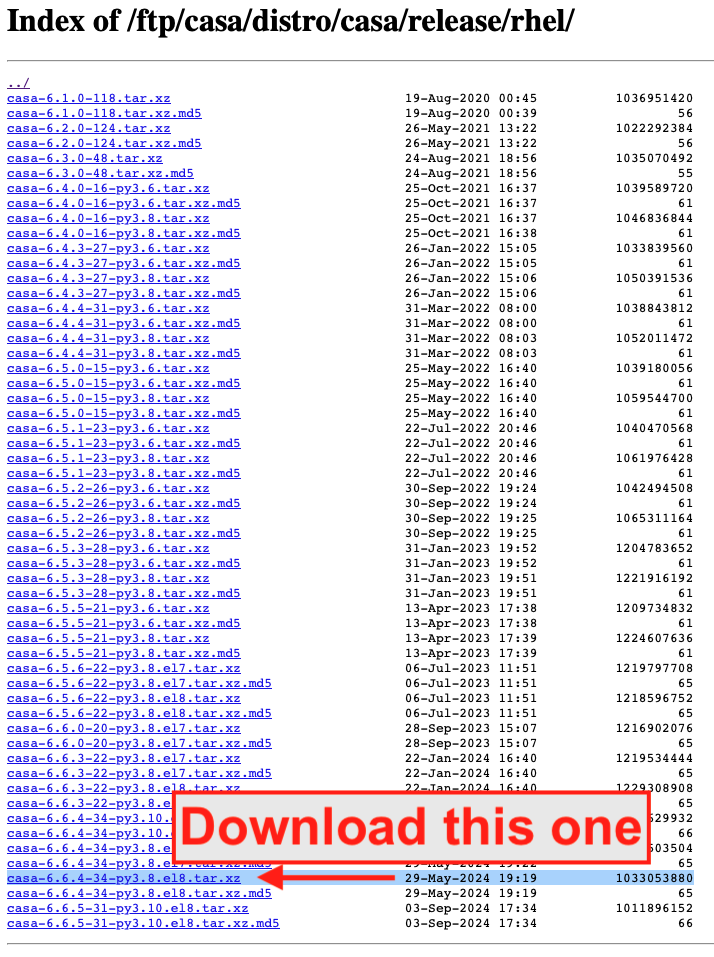 Index of /ftp/casa/distro/casa/release/rhel/
../
casa-6.1.0-118.tar.xz 19-Aug-2020 00:45 1036951420
casa-6.1.0-118.tar.xz.md5 19-Aug-2020 00:39 56
casa-6.2.0-124.tar.xz 26-May-2021 13:22 1022292384
casa-6.2.0-124.tar.xz.md5 26-May-2021 13:22 56
casa-6.3.0-48.tar.xz 24-Aug-2021 18:56 1035070492
casa-6.3.0-48.tar.xz.md5 24-Aug-2021 18:56 55
casa-6.4.0-16-py3.6.tar.xz 25-Oct-2021 16:37 1039589720
casa-6.4.0-16-py3.6.tar.xz.md5 25-Oct-2021 16:37 61
casa-6.4.0-16-py3.8.tar.xz 25-Oct-2021 16:37 1046836844
casa-6.4.0-16-py3.8.tar.xz.md5 25-Oct-2021 16:38 61
casa-6.4.3-27-py3.6.tar.xz 26-Jan-2022 15:05 1033839560
casa-6.4.3-27-py3.6.tar.xz.md5 26-Jan-2022 15:05 61
casa-6.4.3-27-py3.8.tar.xz 26-Jan-2022 15:06 1050391536
casa-6.4.3-27-py3.8.tar.xz.md5 26-Jan-2022 15:06 61
casa-6.4.4-31-py3.6.tar.xz 31-Mar-2022 08:00 1038843812
casa-6.4.4-31-py3.6.tar.xz.md5 31-Mar-2022 08:00 61
casa-6.4.4-31-py3.8.tar.xz 31-Mar-2022 08:03 1052011472
casa-6.4.4-31-py3.8.tar.xz.md5 31-Mar-2022 08:03 61
casa-6.5.0-15-py3.6.tar.xz 25-May-2022 16:40 1039180056
casa-6.5.0-15-py3.6.tar.xz.md5 25-May-2022 16:40 61
casa-6.5.0-15-py3.8.tar.xz 25-May-2022 16:40 1059544700
casa-6.5.0-15-py3.8.tar.xz.md5 25-May-2022 16:40 61
casa-6.5.1-23-py3.6.tar.xz 22-Jul-2022 20:46 1040470568
casa-6.5.1-23-py3.6.tar.xz.md5 22-Jul-2022 20:46 61
casa-6.5.1-23-py3.8.tar.xz 22-Jul-2022 20:46 1061976428
casa-6.5.1-23-py3.8.tar.xz.md5 22-Jul-2022 20:46 61
casa-6.5.2-26-py3.6.tar.xz 30-Sep-2022 19:24 1042494508
casa-6.5.2-26-py3.6.tar.xz.md5 30-Sep-2022 19:24 61
casa-6.5.2-26-py3.8.tar.xz 30-Sep-2022 19:25 1065311164
casa-6.5.2-26-py3.8.tar.xz.md5 30-Sep-2022 19:25 61
casa-6.5.3-28-py3.6.tar.xz 31-Jan-2023 19:52 1204783652
casa-6.5.3-28-py3.6.tar.xz.md5 31-Jan-2023 19:52 61
casa-6.5.3-28-py3.8.tar.xz 31-Jan-2023 19:51 1221916192
casa-6.5.3-28-py3.8.tar.xz.md5 31-Jan-2023 19:51 61
casa-6.5.5-21-py3.6.tar.xz 13-Apr-2023 17:38 1209734832
casa-6.5.5-21-py3.6.tar.xz.md5 13-Apr-2023 17:38 61
casa-6.5.5-21-py3.8.tar.xz 13-Apr-2023 17:39 1224607636
casa-6.5.5-21-py3.8.tar.xz.md5 13-Apr-2023 17:39 61
casa-6.5.6-22-py3.8.el7.tar.xz 06-Jul-2023 11:51 1219797708
casa-6.5.6-22-py3.8.el7.tar.xz.md5 06-Jul-2023 11:51 65
casa-6.5.6-22-py3.8.el8.tar.xz 06-Jul-2023 11:51 1218596752
casa-6.5.6-22-py3.8.el8.tar.xz.md5 06-Jul-2023 11:51 65
casa-6.6.0-20-py3.8.el7.tar.xz 28-Sep-2023 15:07 1216902076
casa-6.6.0-20-py3.8.el7.tar.xz.md5 28-Sep-2023 15:07 65
casa-6.6.3-22-py3.8.el7.tar.xz 22-Jan-2024 16:40 1219534444
casa-6.6.3-22-py3.8.el7.tar.xz.md5 22-Jan-2024 16:40 65
casa-6.6.3-22-py3.8.el8.tar.xz 22-Jan-2024 16:40 1229308908
casa-6.6.3-22-py3.8.e 65
casa-6.6.4-34-py3.10. 529932
casa-6.6.4-34-py3.10. 66
Download this one
casa-6.6.4-34-py3.8.e 503504
casa-6.6.4-34-py3.8.el7.tar.xz.md5 29-May-2024 19:22 65
casa-6.6.4-34-py3.8.el8.tar.xz 29-May-2024 19:19 1033053880
casa-6.6.4-34-py3.8.el8.tar.xz.md5 29-May-2024 19:19 65
casa-6.6.5-31-py3.10.el8.tar.xz 03-Sep-2024 17:34 1011896152
casa-6.6.5-31-py3.10.el8.tar.xz.md5 03-Sep-2024 17:34 66